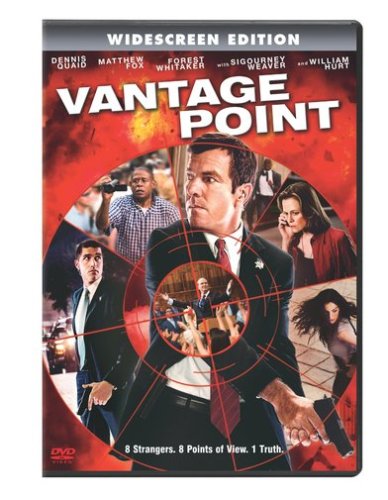 WIDESCREEN EDITION
DENNIS QUAID MATTHEW FOX FOREST WHITAKER WITH SIGOURNEY WEAVER AND WILLIAM HURT
VANTAGE
POINT
8 Strangers. 8 Points of View. 1 Truth.
DVD
VIDEO